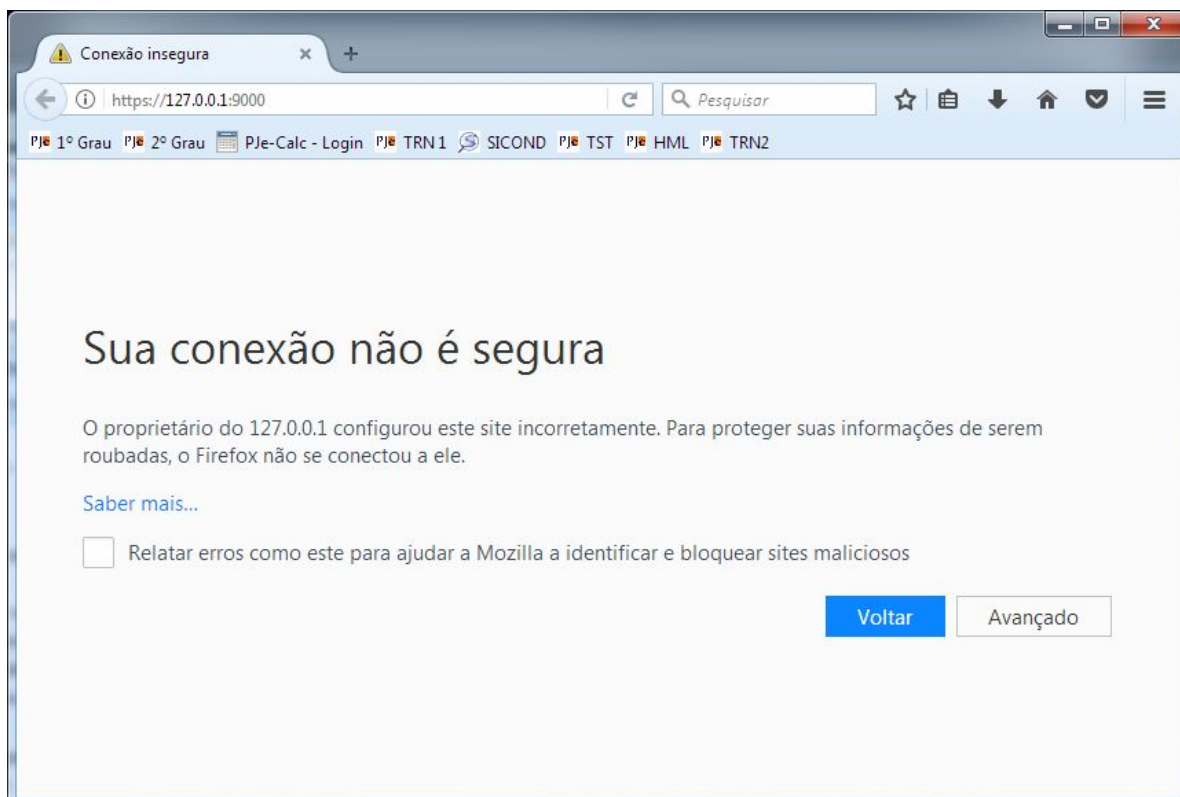 Conexão insegura
https://127.0.0.1:9000
Pesquisar
PJe 1º Grau PJe 2º Grau PJe-Calc - Login PJe TRN 1 SICOND PJe TST PJe HML PJe TRN2
Sua conexão não é segura
O proprietário do 127.0.0.1 configurou este site incorretamente. Para proteger suas informações de serem
roubadas, o Firefox não se conectou a ele.
Saber mais...
Relatar erros como este para ajudar a Mozilla a identificar e bloquear sites maliciosos
Voltar Avançado